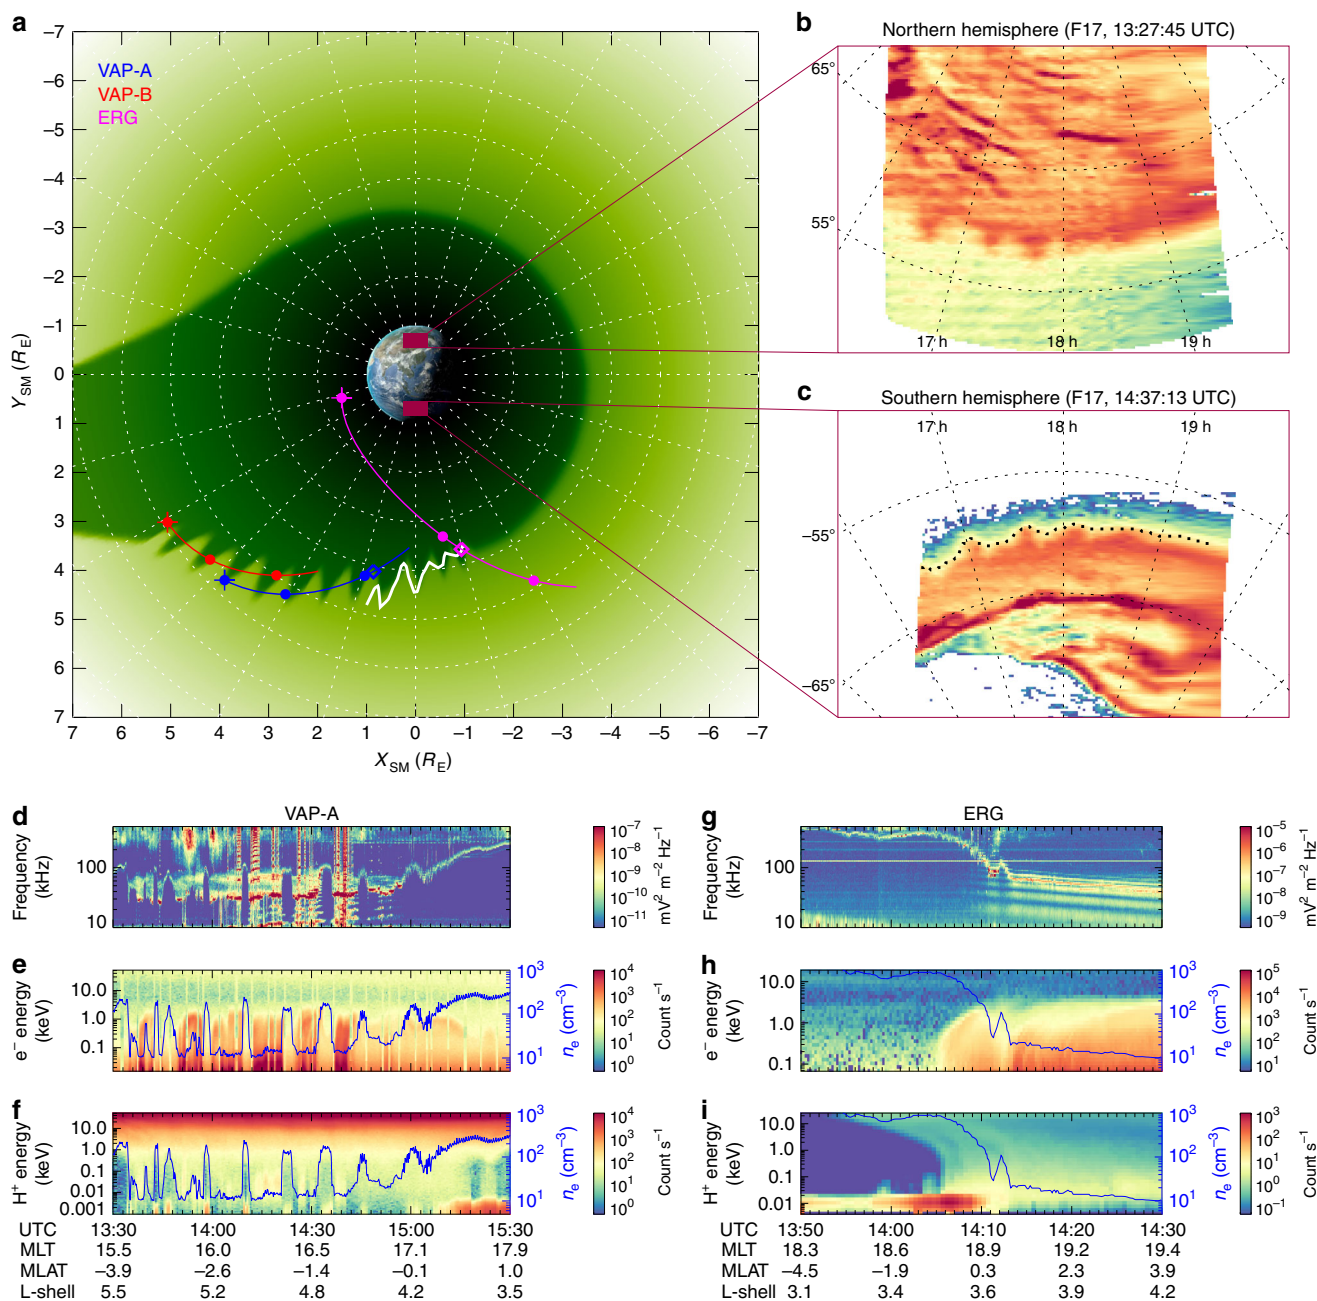 a
VAP-A
VAP-B
ERG
–7
–6
–5
–4
–3
–2
–1
0
1
2
3
4
5
6
7
Y_SM (R_E)
7 6 5 4 3 2 1 0 –1 –2 –3 –4 –5 –6 –7
X_SM (R_E)
b
Northern hemisphere (F17, 13:27:45 UTC)
65°
55°
17 h 18 h 19 h
c
Southern hemisphere (F17, 14:37:13 UTC)
17 h 18 h 19 h
–55°
–65°
d
VAP-A
Frequency (kHz)
100
10
10⁻⁷
10⁻⁸
10⁻⁹
10⁻¹⁰
10⁻¹¹
mV² m⁻² Hz⁻¹
e
e⁻ energy (keV)
10.0
1.0
0.1
10³
10²
10¹
n_e (cm⁻³)
10⁴
10³
10²
10¹
10⁰
Count s⁻¹
f
H⁺ energy (keV)
10.0
1.0
0.1
0.01
0.001
10³
10²
10¹
n_e (cm⁻³)
10⁴
10³
10²
10¹
10⁰
Count s⁻¹
UTC 13:30 14:00 14:30 15:00 15:30
MLT 15.5 16.0 16.5 17.1 17.9
MLAT –3.9 –2.6 –1.4 –0.1 1.0
L-shell 5.5 5.2 4.8 4.2 3.5
g
ERG
Frequency (kHz)
100
10
10⁻⁵
10⁻⁶
10⁻⁷
10⁻⁸
10⁻⁹
mV² m⁻² Hz⁻¹
h
e⁻ energy (keV)
10.0
1.0
0.1
10³
10²
10¹
n_e (cm⁻³)
10⁵
10⁴
10³
10²
10¹
10⁰
Count s⁻¹
i
H⁺ energy (keV)
10.0
1.0
0.1
0.01
10³
10²
10¹
n_e (cm⁻³)
10³
10²
10¹
10⁰
10⁻¹
Count s⁻¹
UTC 13:50 14:00 14:10 14:20 14:30
MLT 18.3 18.6 18.9 19.2 19.4
MLAT –4.5 –1.9 0.3 2.3 3.9
L-shell 3.1 3.4 3.6 3.9 4.2